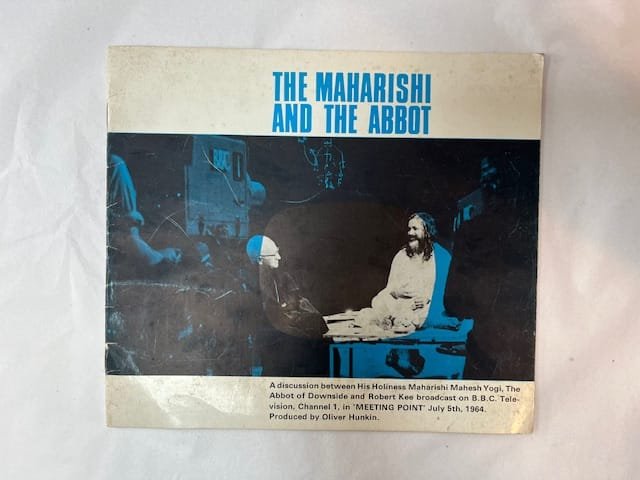 THE MAHARISHI
AND THE ABBOT
A discussion between His Holiness Maharishi Mahesh Yogi, The
Abbot of Downside and Robert Kee broadcast on B.B.C. Tele-
vision, Channel 1, in 'MEETING POINT' July 5th, 1964.
Produced by Oliver Hunkin.